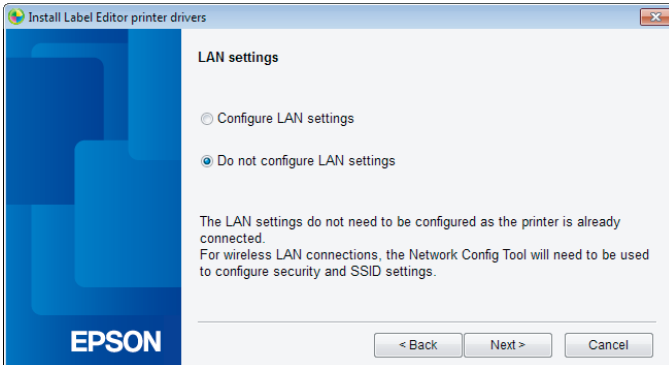 Install Label Editor printer drivers
LAN settings
Configure LAN settings
Do not configure LAN settings
The LAN settings do not need to be configured as the printer is already
connected.
For wireless LAN connections, the Network Config Tool will need to be used
to configure security and SSID settings.
EPSON
< Back
Next >
Cancel